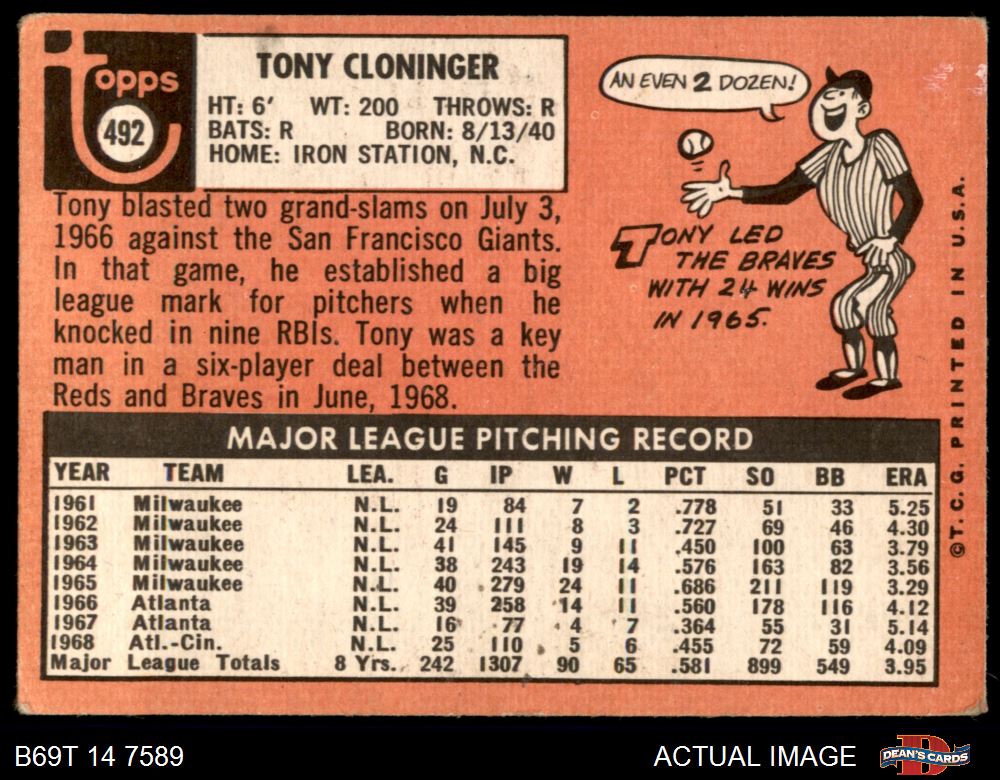 topps
492
TONY CLONINGER
HT: 6' WT: 200 THROWS: R
BATS: R BORN: 8/13/40
HOME: IRON STATION, N.C.
Tony blasted two grand-slams on July 3,
1966 against the San Francisco Giants.
In that game, he established a big
league mark for pitchers when he
knocked in nine RBIs. Tony was a key
man in a six-player deal between the
Reds and Braves in June, 1968.
AN EVEN 2 DOZEN!
TONY LED
THE BRAVES
WITH 24 WINS
IN 1965.
©T.C.G. PRINTED IN U.S.A.
MAJOR LEAGUE PITCHING RECORD
YEAR TEAM LEA. G IP W L PCT SO BB ERA
1961 Milwaukee N.L. 19 84 7 2 .778 51 33 5.25
1962 Milwaukee N.L. 24 111 8 3 .727 69 46 4.30
1963 Milwaukee N.L. 41 145 9 11 .450 100 63 3.79
1964 Milwaukee N.L. 38 243 19 14 .576 163 82 3.56
1965 Milwaukee N.L. 40 279 24 11 .686 211 119 3.29
1966 Atlanta N.L. 39 258 14 11 .560 178 116 4.12
1967 Atlanta N.L. 16 77 4 7 .364 55 31 5.14
1968 Atl.-Cin. N.L. 25 110 5 6 .455 72 59 4.09
Major League Totals 8 Yrs. 242 1307 90 65 .581 899 549 3.95
B69T 14 7589
ACTUAL IMAGE
DEAN'S CARDS